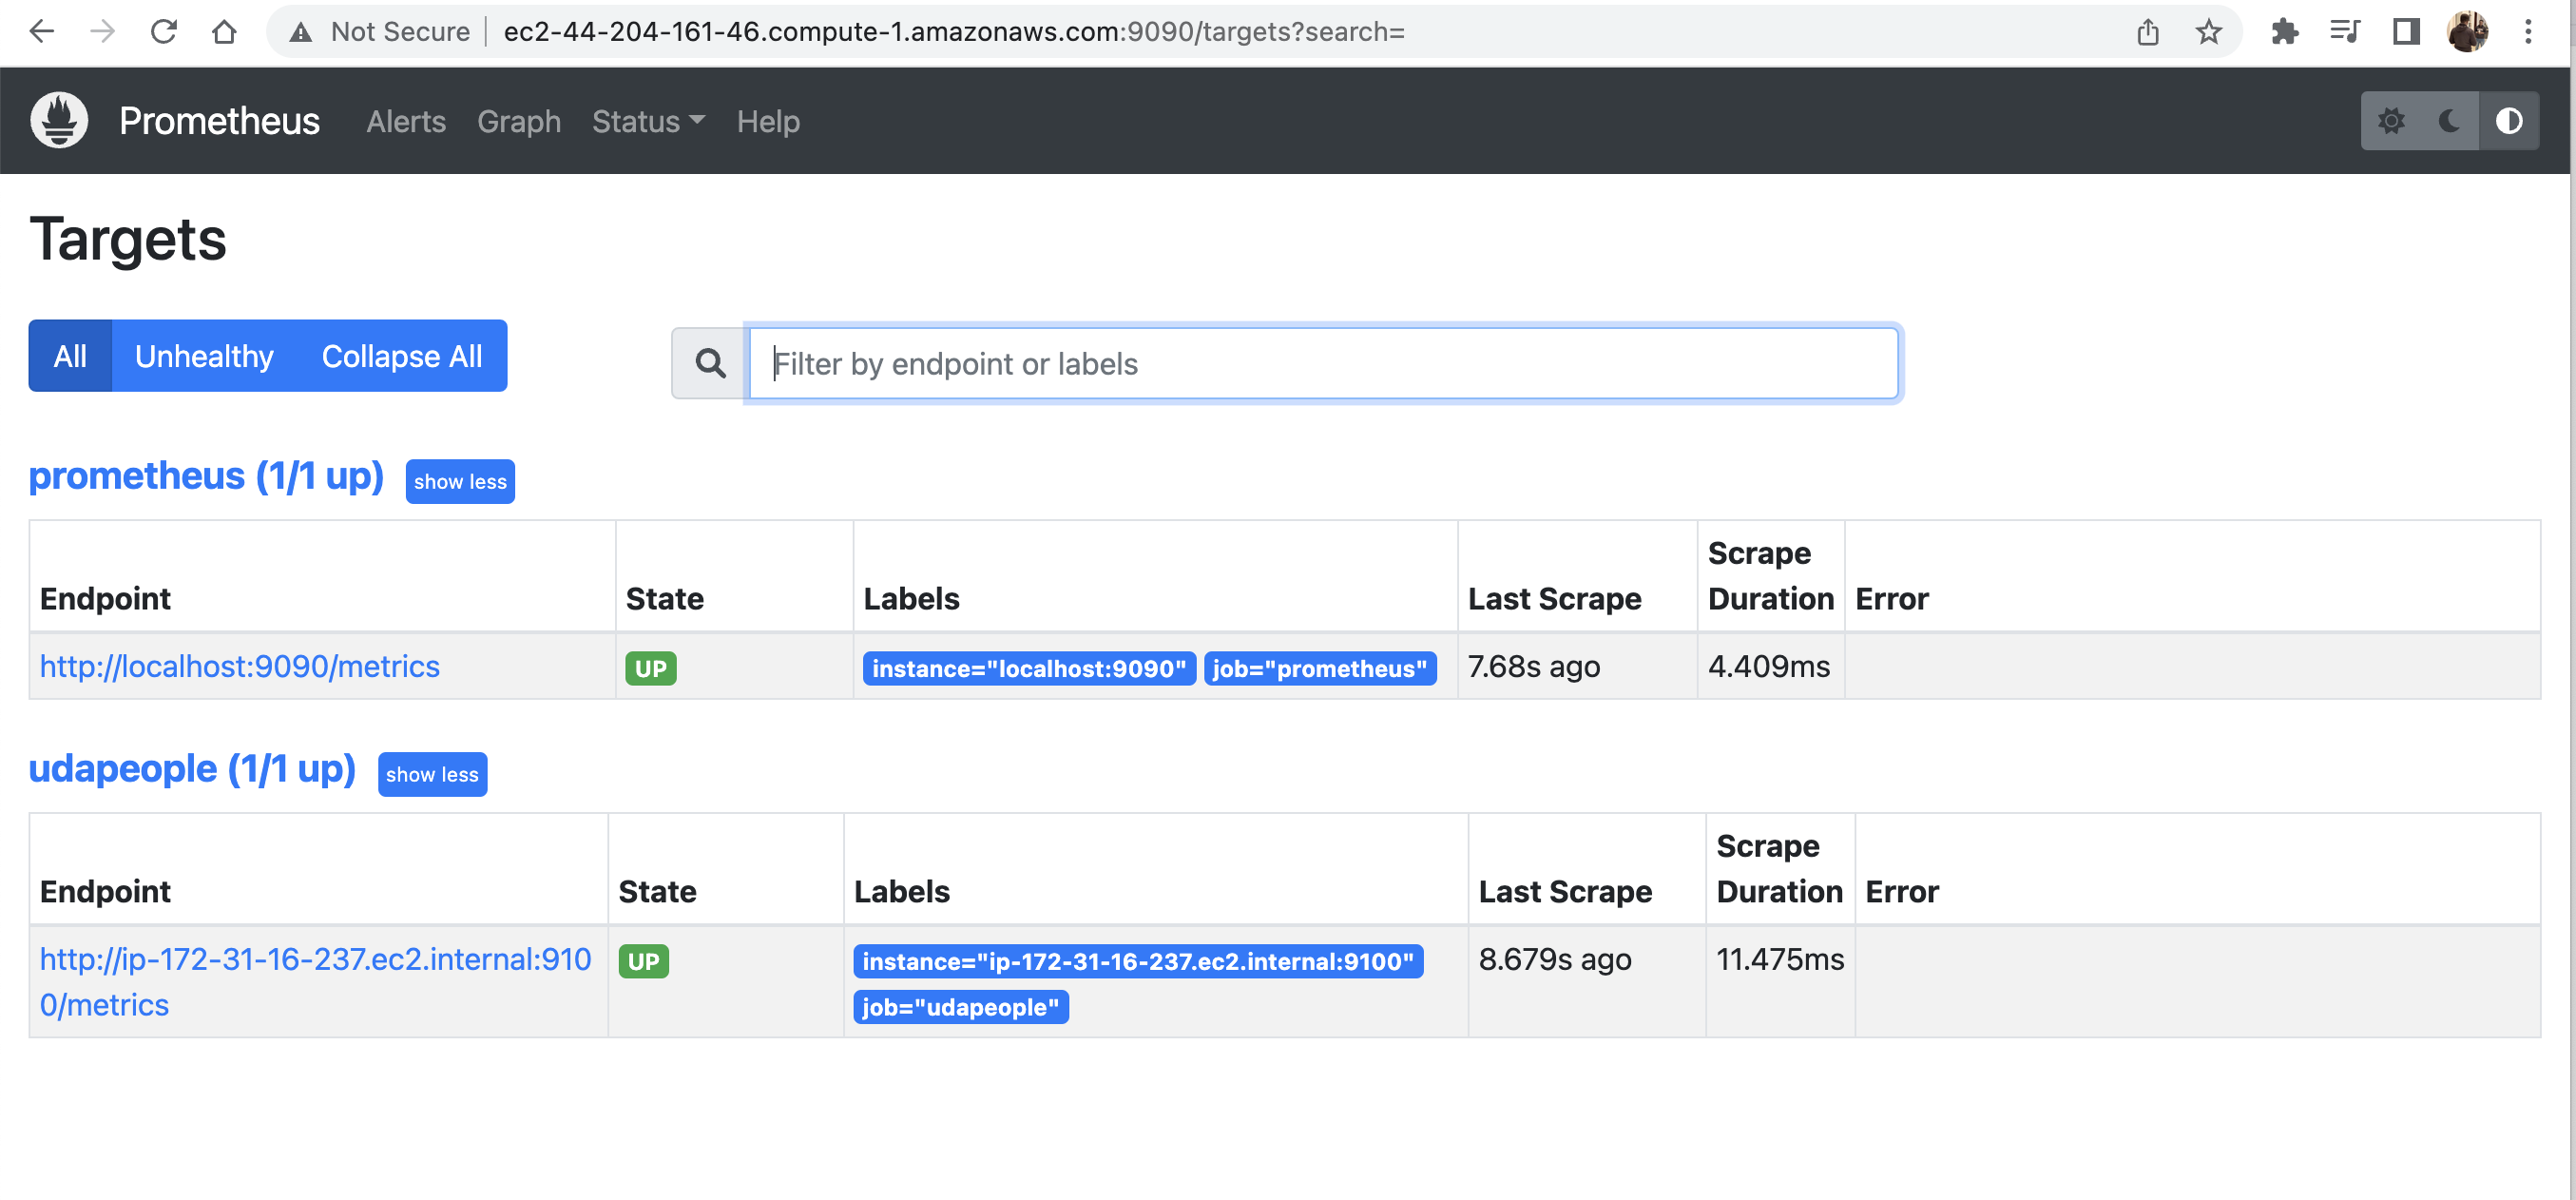 Not Secure ec2-44-204-161-46.compute-1.amazonaws.com:9090/targets?search=
Prometheus Alerts Graph Status Help
Targets
All Unhealthy Collapse All Filter by endpoint or labels
prometheus (1/1 up) show less
Endpoint State Labels Last Scrape Scrape Duration Error
http://localhost:9090/metrics UP instance="localhost:9090" job="prometheus" 7.68s ago 4.409ms
udapeople (1/1 up) show less
Endpoint State Labels Last Scrape Scrape Duration Error
http://ip-172-31-16-237.ec2.internal:910 UP instance="ip-172-31-16-237.ec2.internal:9100" 8.679s ago 11.475ms
0/metrics job="udapeople"